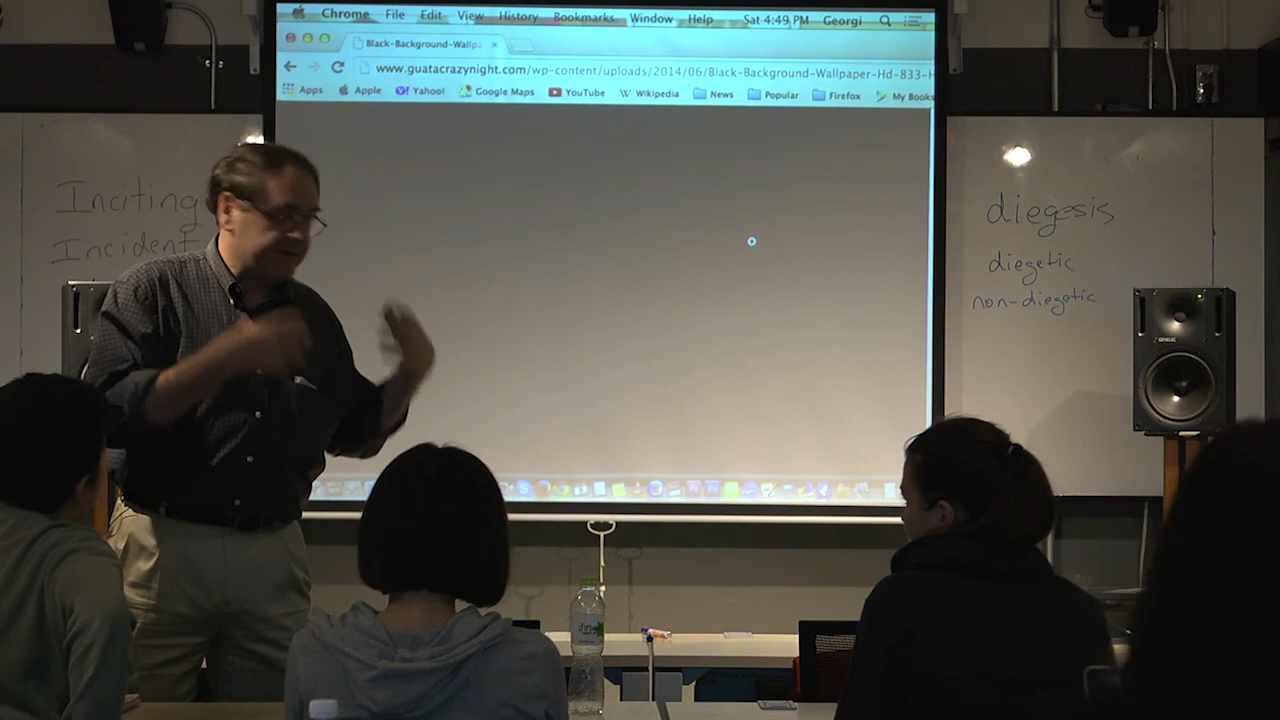 Chrome File Edit View History Bookmarks Window Help Sat 4:49 PM Georgi
Black-Background-Wallpa
www.guatacrazynight.com/wp-content/uploads/2014/06/Black-Background-Wallpaper-Hd-833-H
Apps Apple Yahoo! Google Maps YouTube Wikipedia News Popular Firefox My Books
Inciting
Incident
diegesis
diegetic
non-diegetic
GENELEC